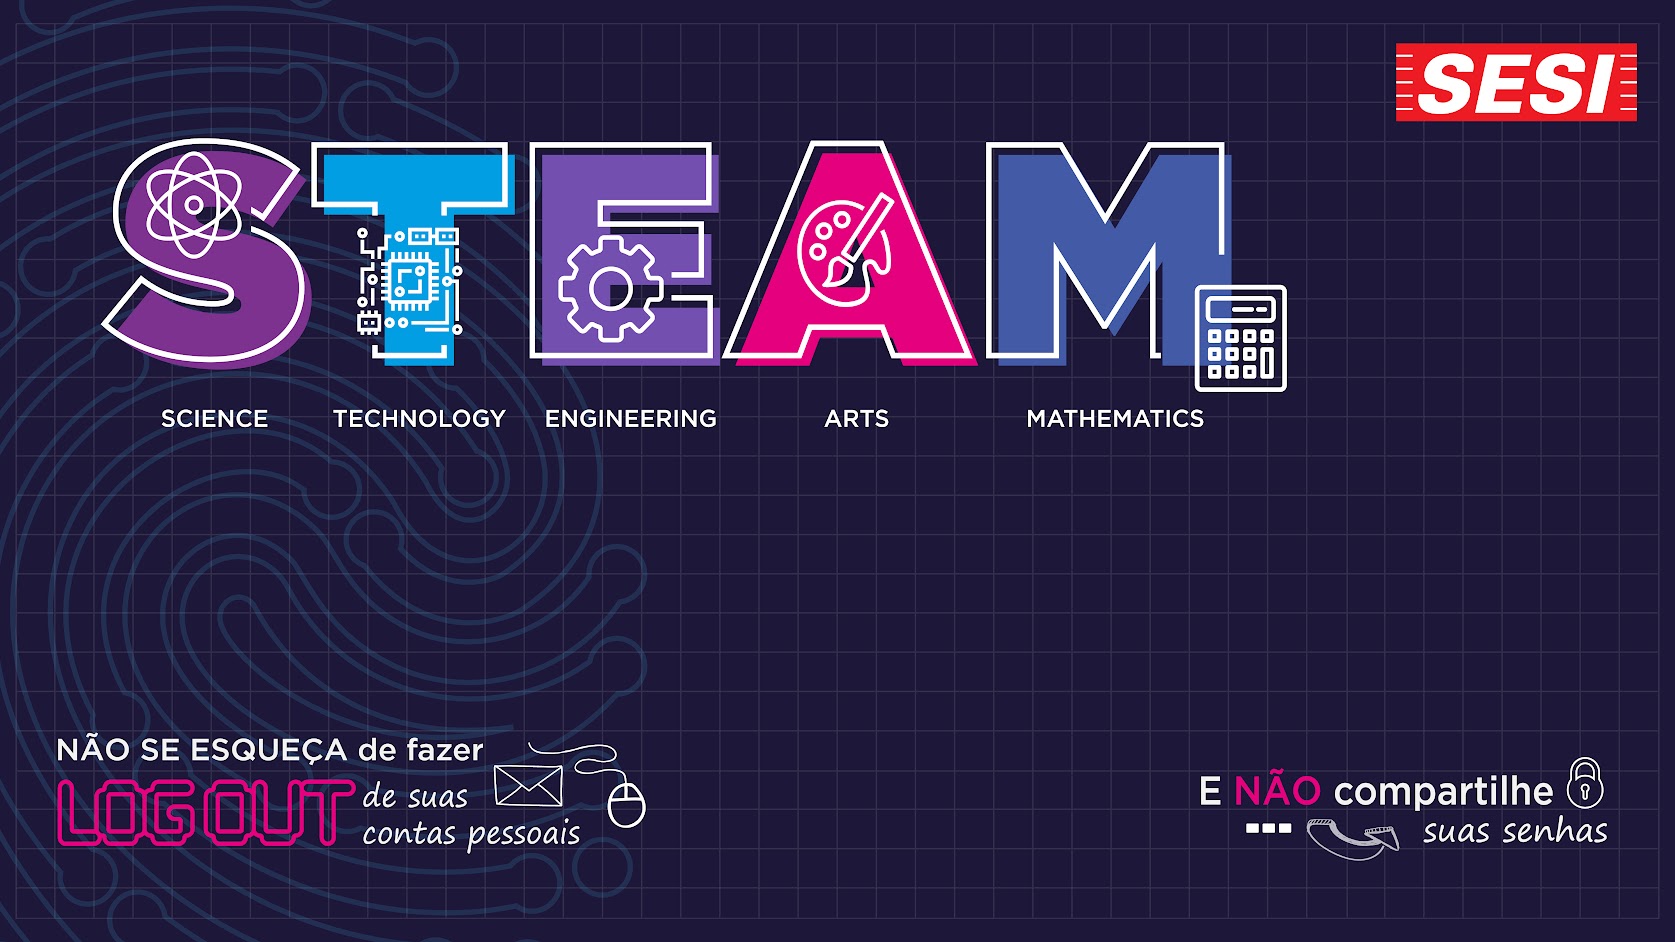 SESI
STEAM
SCIENCE TECHNOLOGY ENGINEERING ARTS MATHEMATICS
NÃO SE ESQUEÇA de fazer
LOGOUT de suas
contas pessoais
E NÃO compartilhe
suas senhas